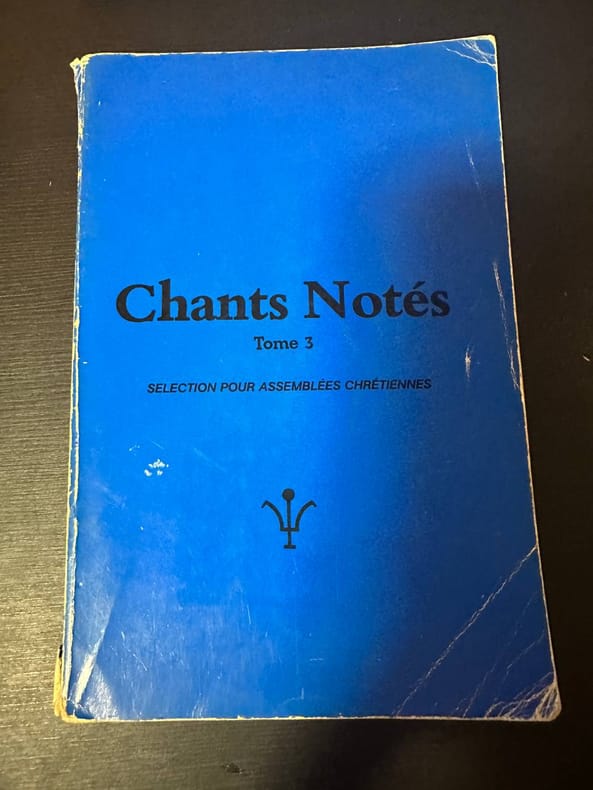 Chants Notés
Tome 3
SELECTION POUR ASSEMBLÉES CHRÉTIENNES